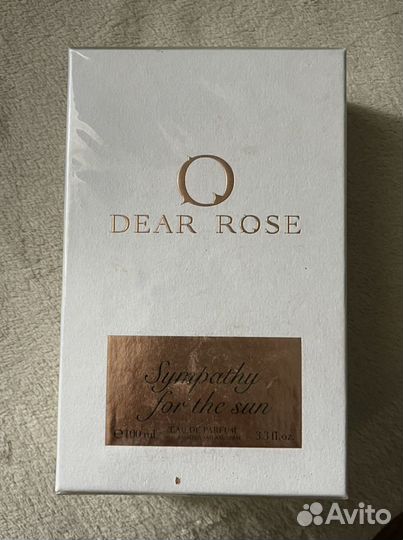 DEAR ROSE
Sympathy
for the sun
℮100 ml EAU DE PARFUM 3.3 fl.oz.
Avito